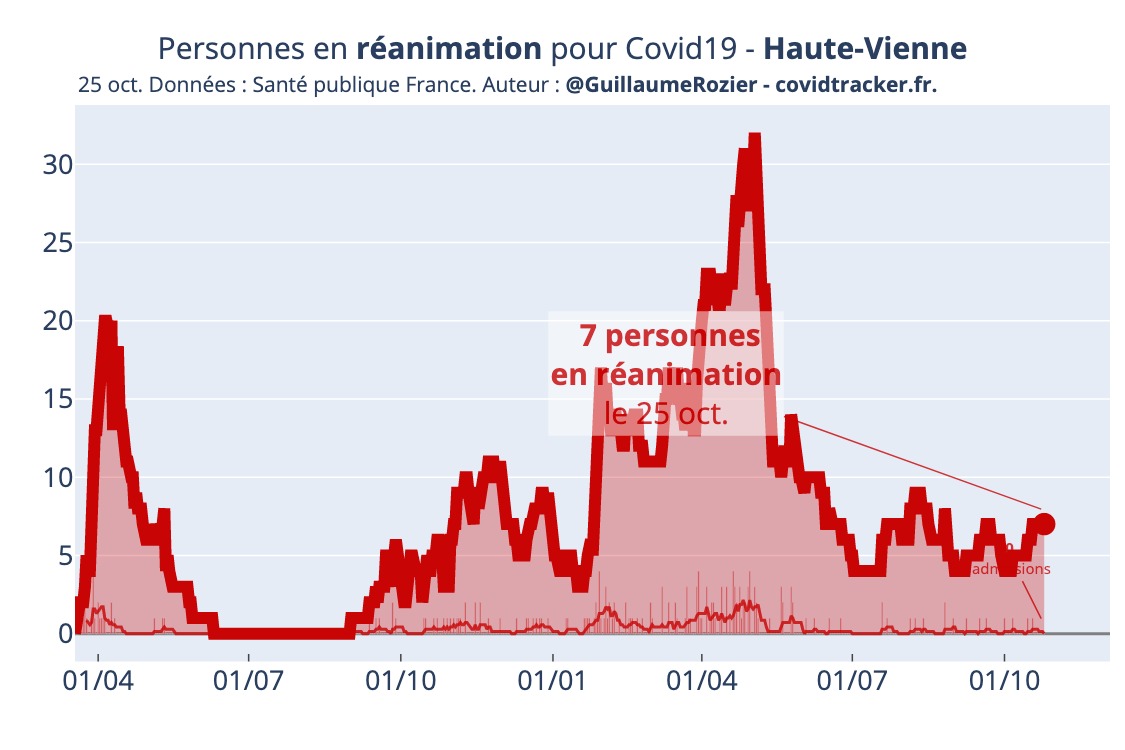 Personnes en réanimation pour Covid19 - Haute-Vienne
25 oct. Données : Santé publique France. Auteur : @GuillaumeRozier - covidtracker.fr.
30
25
20
15
10
5
0
7 personnes
en réanimation
le 25 oct.
01/04
01/07
01/10
01/01
01/04
01/07
01/10